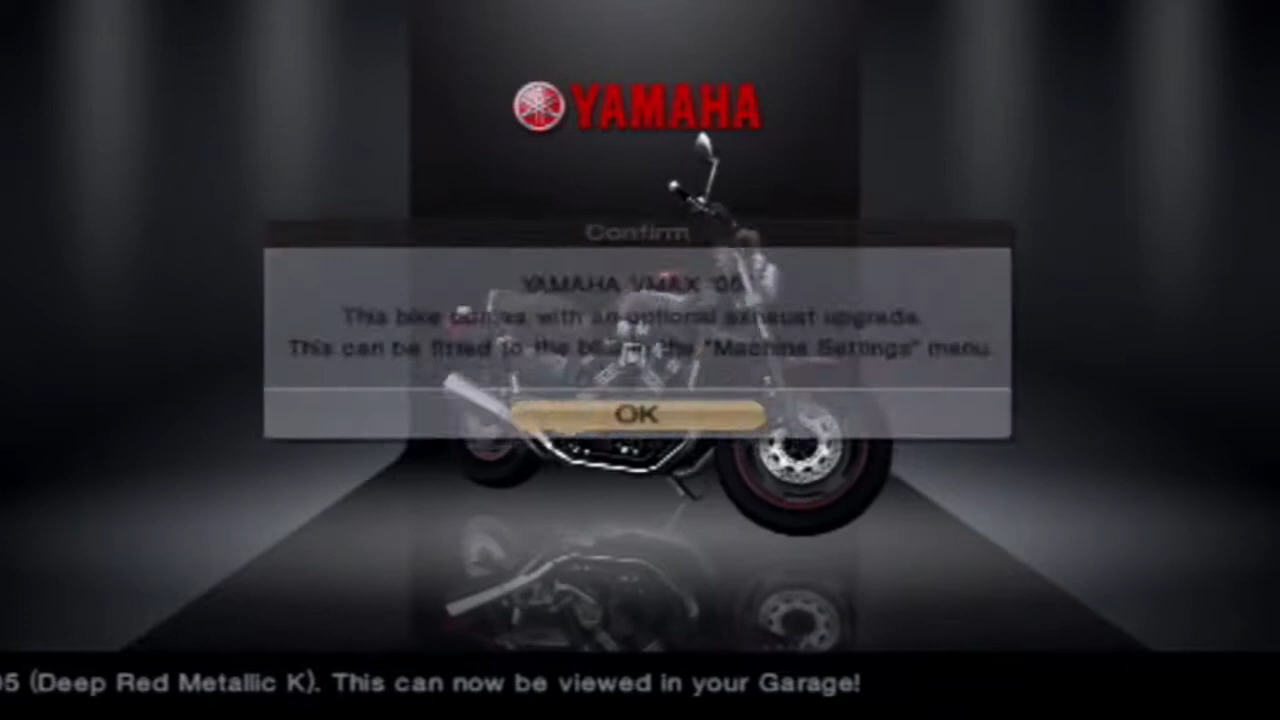 YAMAHA
Confirm
YAMAHA VMAX '05
This bike comes with an optional exhaust upgrade.
This can be fitted to the bike in the "Machine Settings" menu.
OK
05 (Deep Red Metallic K). This can now be viewed in your Garage!